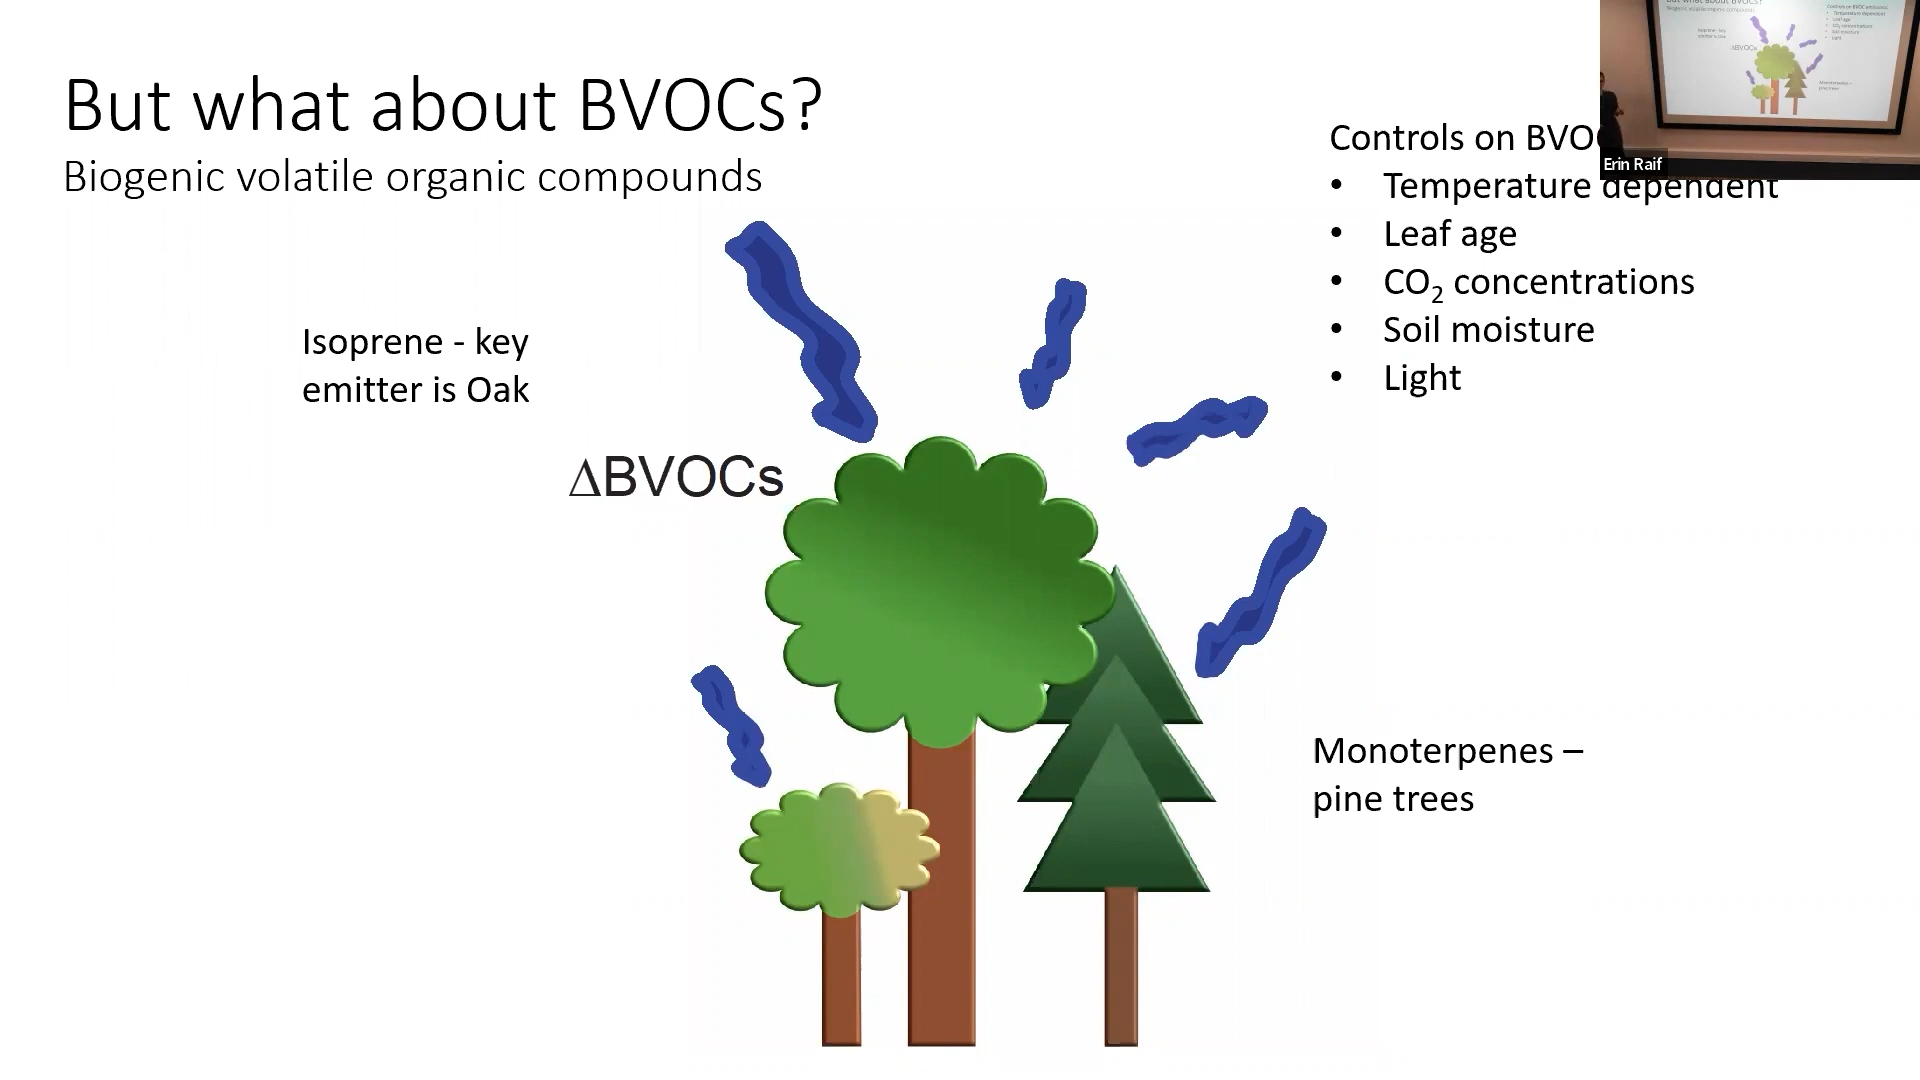 But what about BVOCs?
Biogenic volatile organic compounds
Controls on BVO
• Temperature dependent
• Leaf age
• CO₂ concentrations
• Soil moisture
• Light
Isoprene - key
emitter is Oak
ΔBVOCs
Monoterpenes –
pine trees
Erin Raif